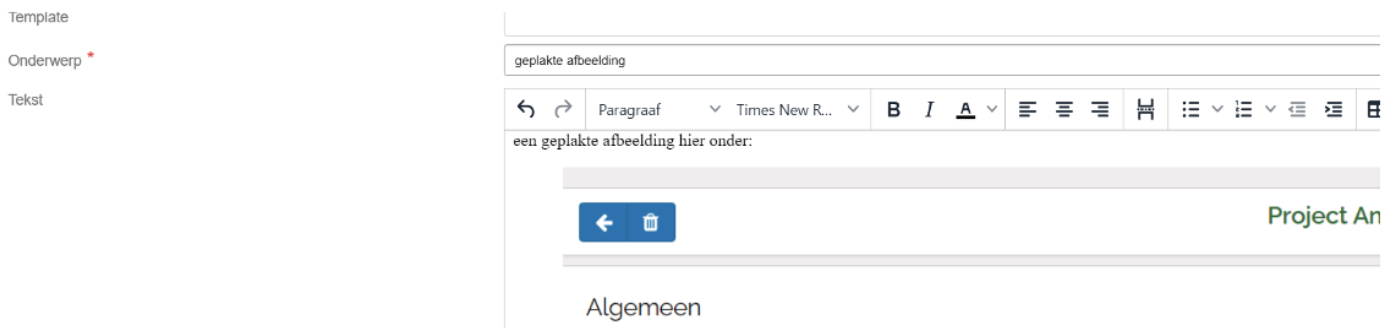 Template
Onderwerp *
geplakte afbeelding
Tekst
Paragraaf Times New R... B I A
een geplakte afbeelding hier onder:
Project An
Algemeen